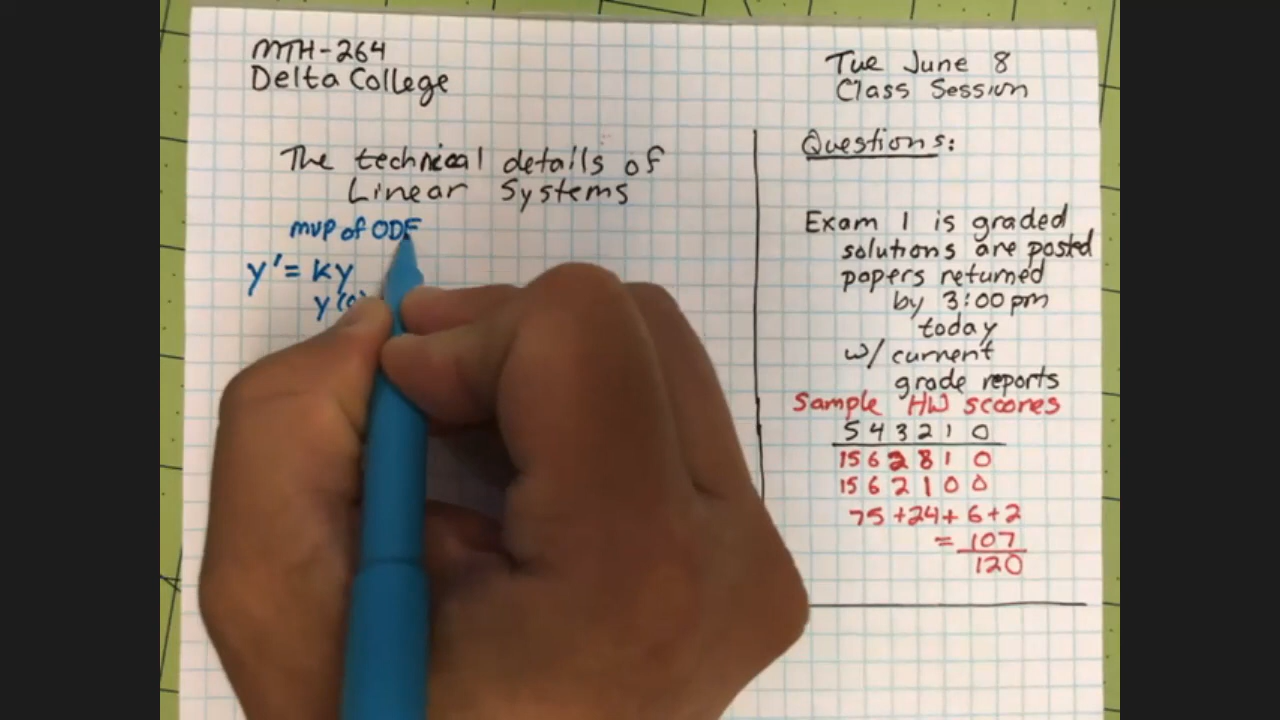 MTH-264
Delta College
Tue June 8
Class Session
The technical details of
Linear Systems
mvp of ODE
y' = ky
y(0)
Questions:
Exam 1 is graded
solutions are posted
papers returned
by 3:00pm
today
w/ current
grade reports
Sample HW scores
5 4 3 2 1 0
15 6 2 8 1 0
15 6 2 1 0 0
75 +24+ 6 +2
= 107
120